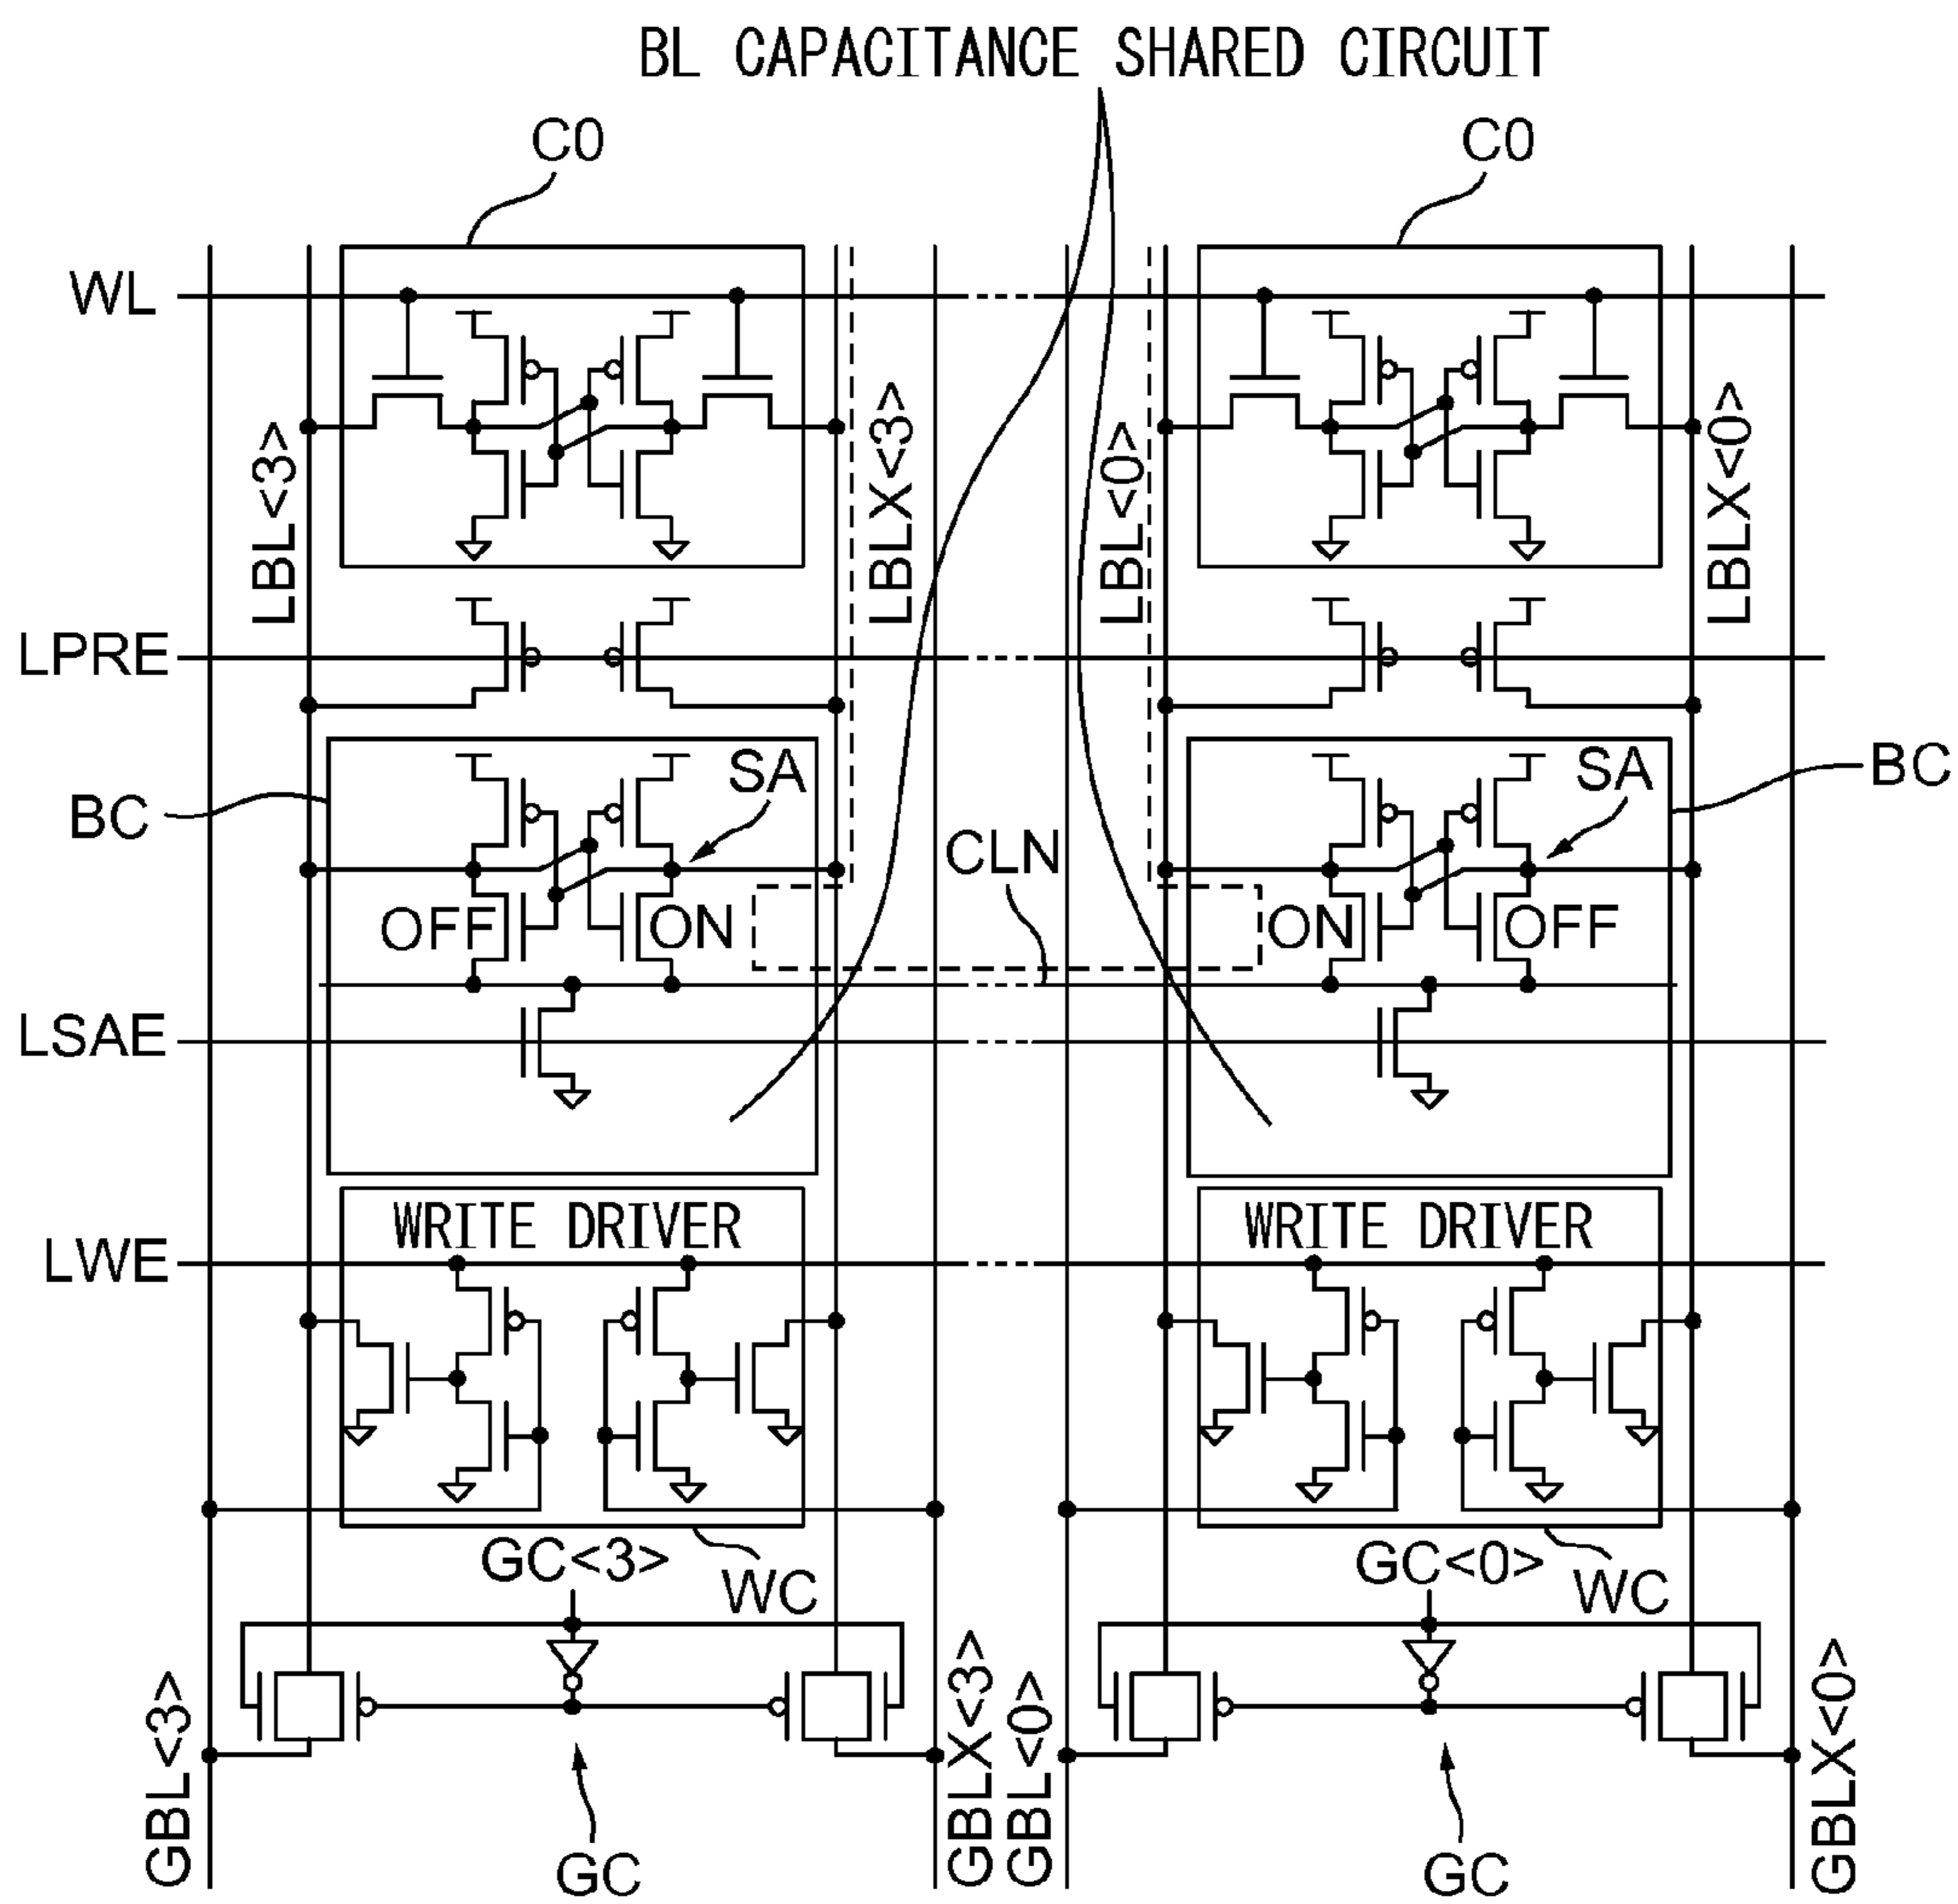 BL CAPACITANCE SHARED CIRCUIT
C0
C0
WL
LBL<3>
LBLX<3>
LBL<0>
LBLX<0>
LPRE
BC
SA
CLN
SA
BC
OFF
ON
ON
OFF
LSAE
WRITE DRIVER
WRITE DRIVER
LWE
GC<3>
WC
GC<0>
WC
GBL<3>
GBLX<3>
GBL<0>
GBLX<0>
GC
GC